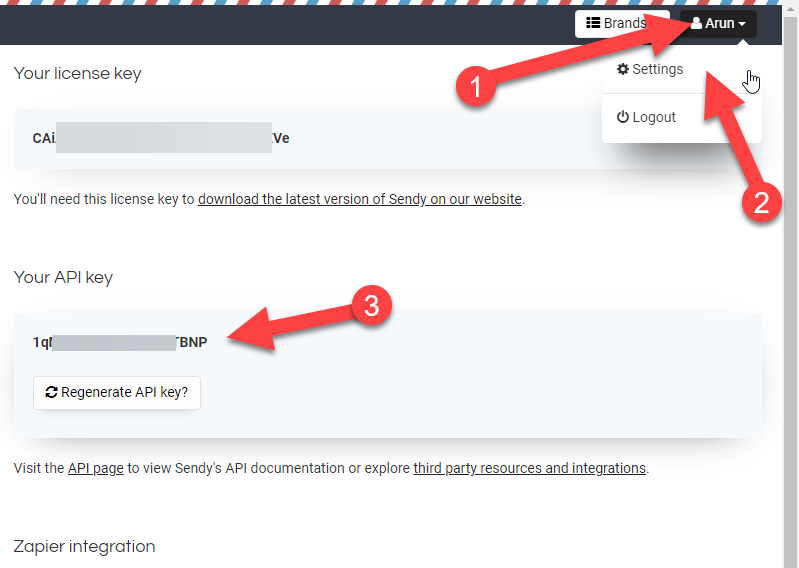 Brands
Arun
Settings
Logout
1
2
Your license key
CAi Ve
You'll need this license key to download the latest version of Sendy on our website.
Your API key
3
1q TBNP
Regenerate API key?
Visit the API page to view Sendy's API documentation or explore third party resources and integrations.
Zapier integration